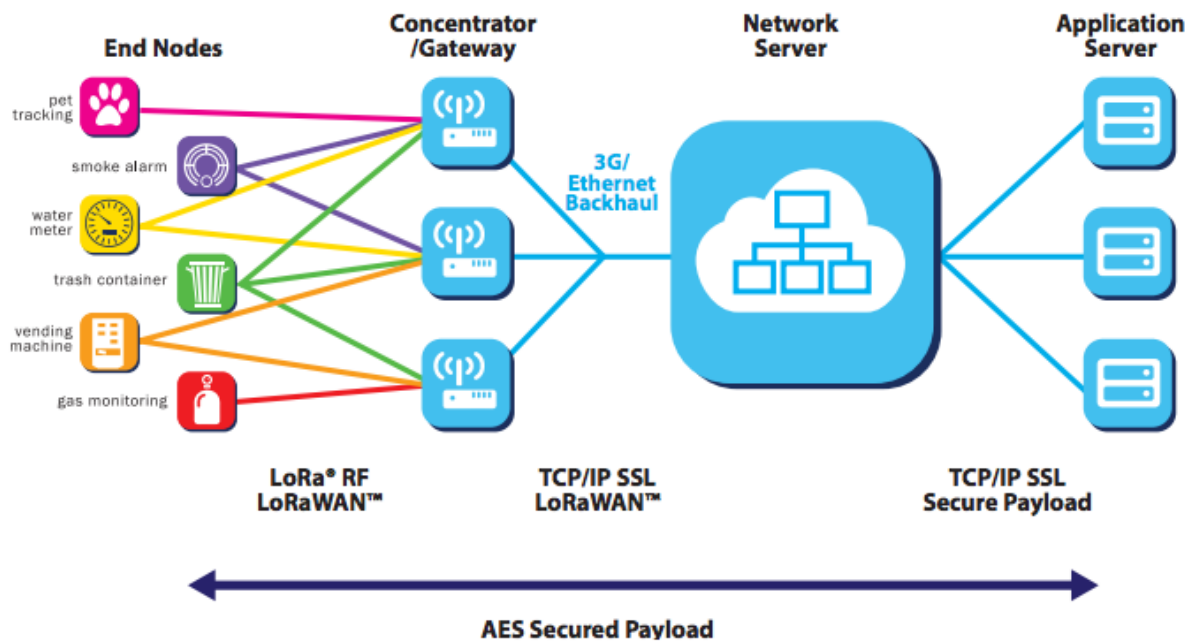 End Nodes
Concentrator
/Gateway
Network
Server
Application
Server
pet
tracking
smoke alarm
water
meter
trash container
vending
machine
gas monitoring
3G/
Ethernet
Backhaul
LoRa® RF
LoRaWAN™
TCP/IP SSL
LoRaWAN™
TCP/IP SSL
Secure Payload
AES Secured Payload